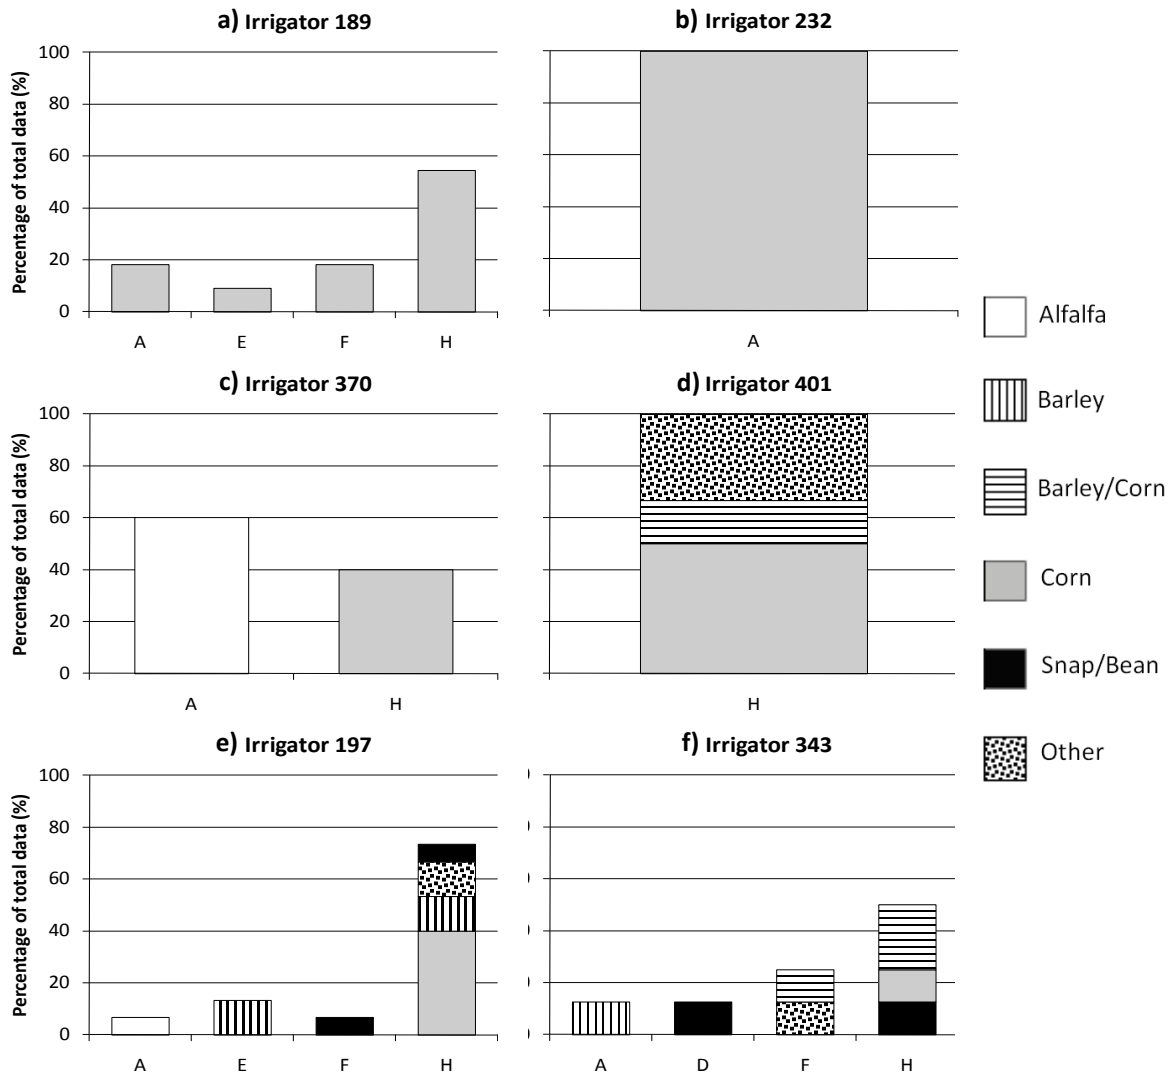 a) Irrigator 189
b) Irrigator 232
Percentage of total data (%)
100
80
60
40
20
0
A E F H
A
c) Irrigator 370
d) Irrigator 401
Percentage of total data (%)
100
80
60
40
20
0
A H
H
e) Irrigator 197
f) Irrigator 343
Percentage of total data (%)
100
80
60
40
20
0
A E F H
A D F H
Alfalfa
Barley
Barley/Corn
Corn
Snap/Bean
Other